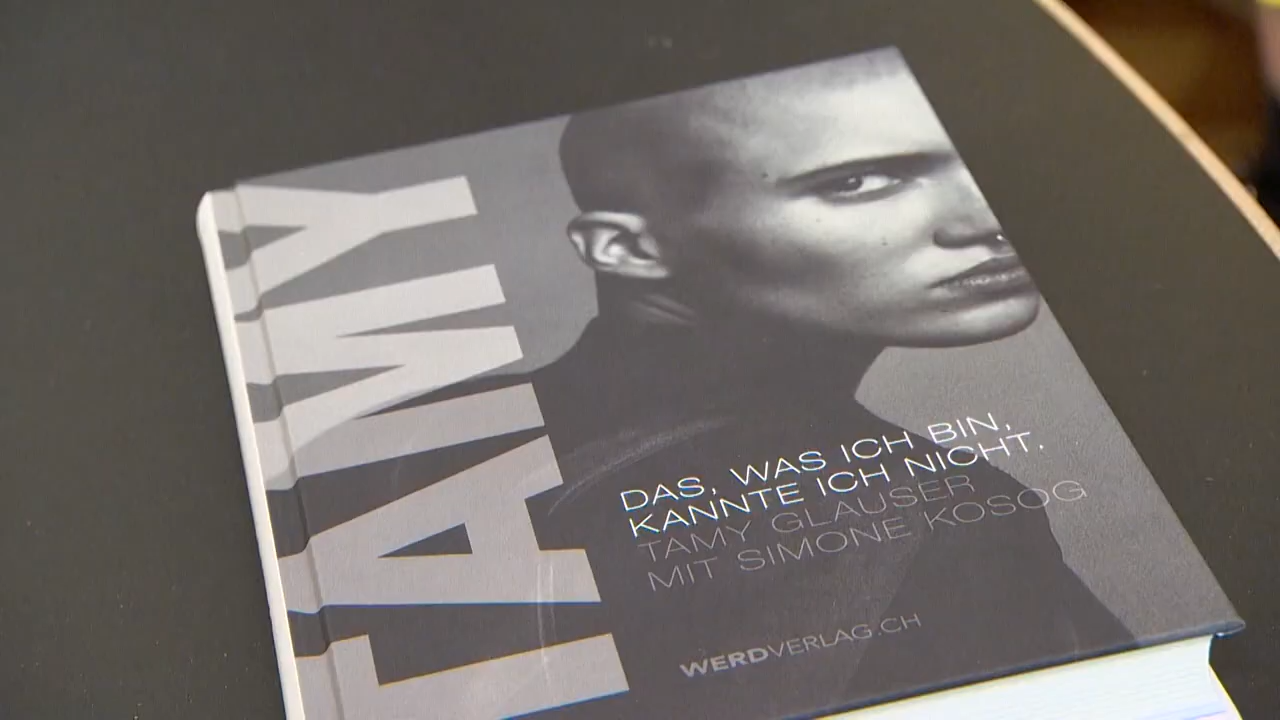 TAMY
DAS, WAS ICH BIN,
KANNTE ICH NICHT.
TAMY GLAUSER
MIT SIMONE KOSOG
WERDVERLAG.CH